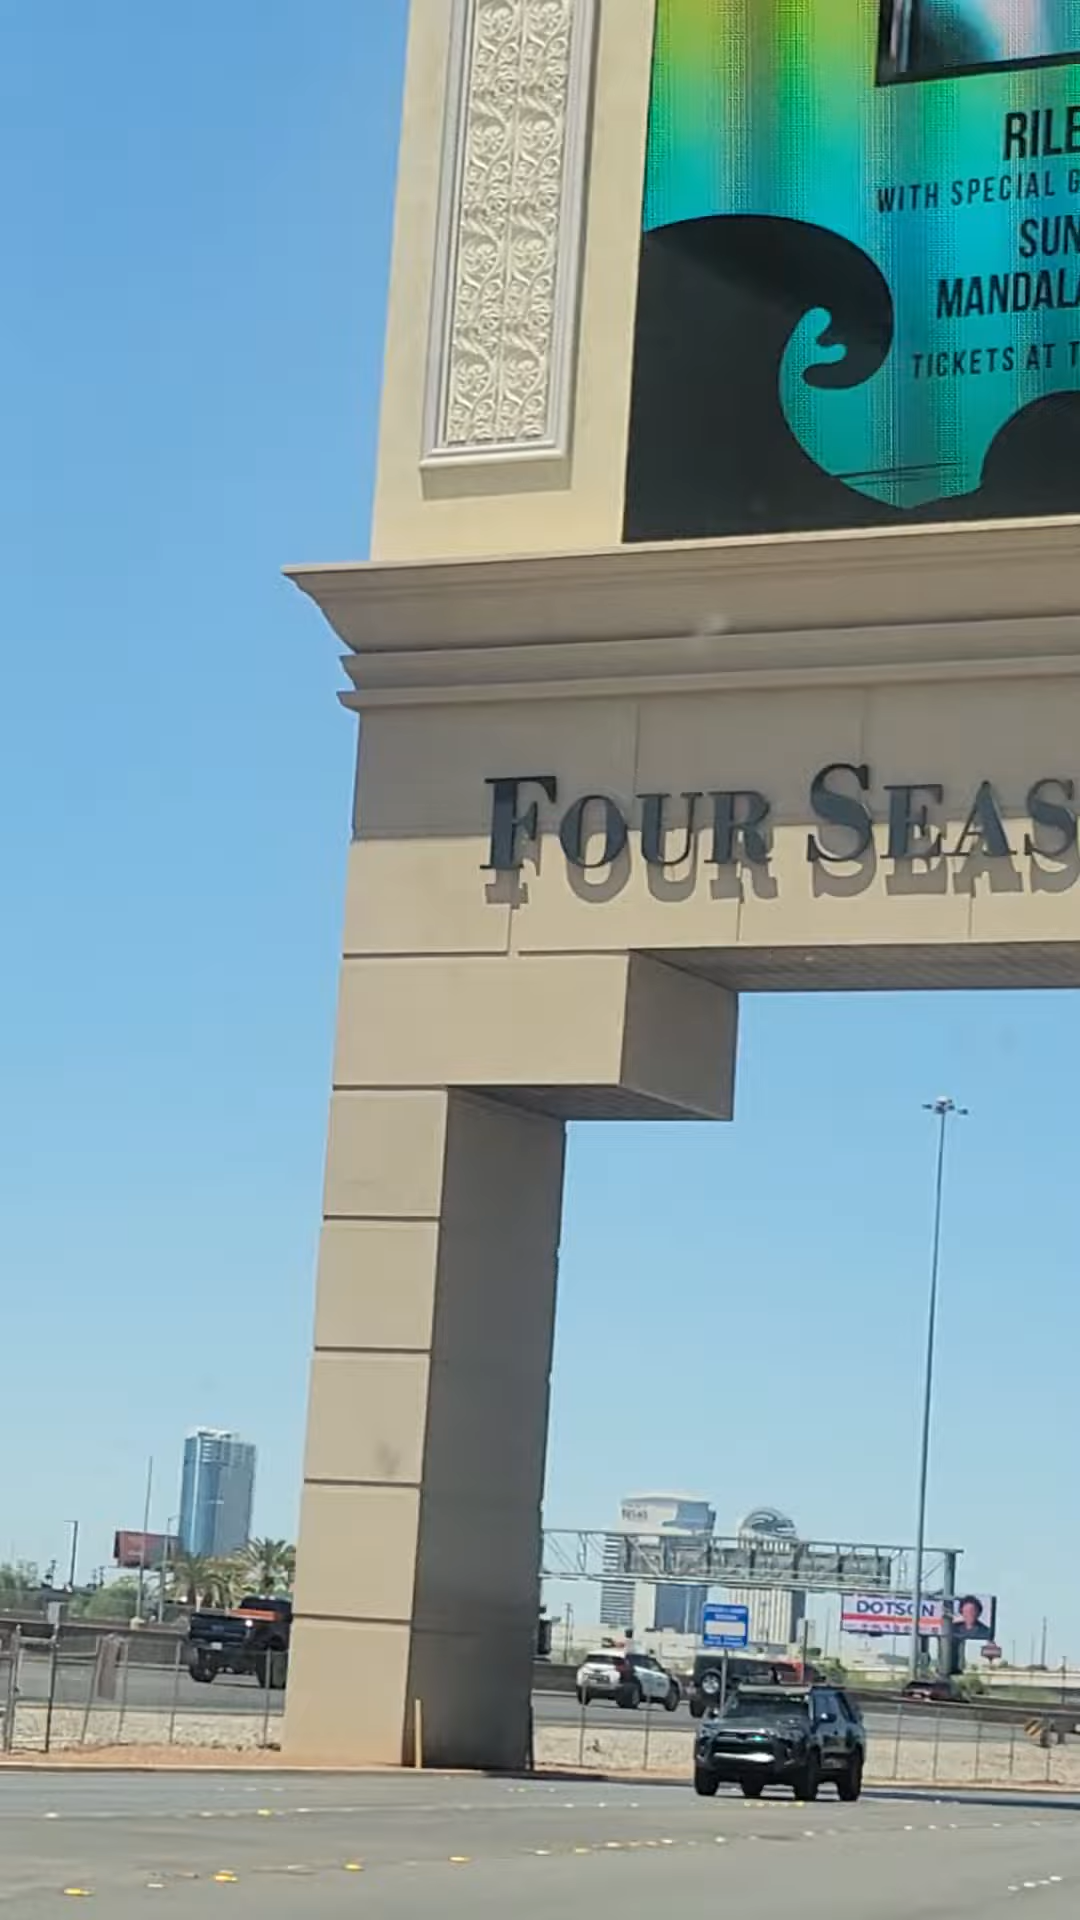 RILE
WITH SPECIAL G
SUN
MANDALA
TICKETS AT T
FOUR SEAS
DOTSON